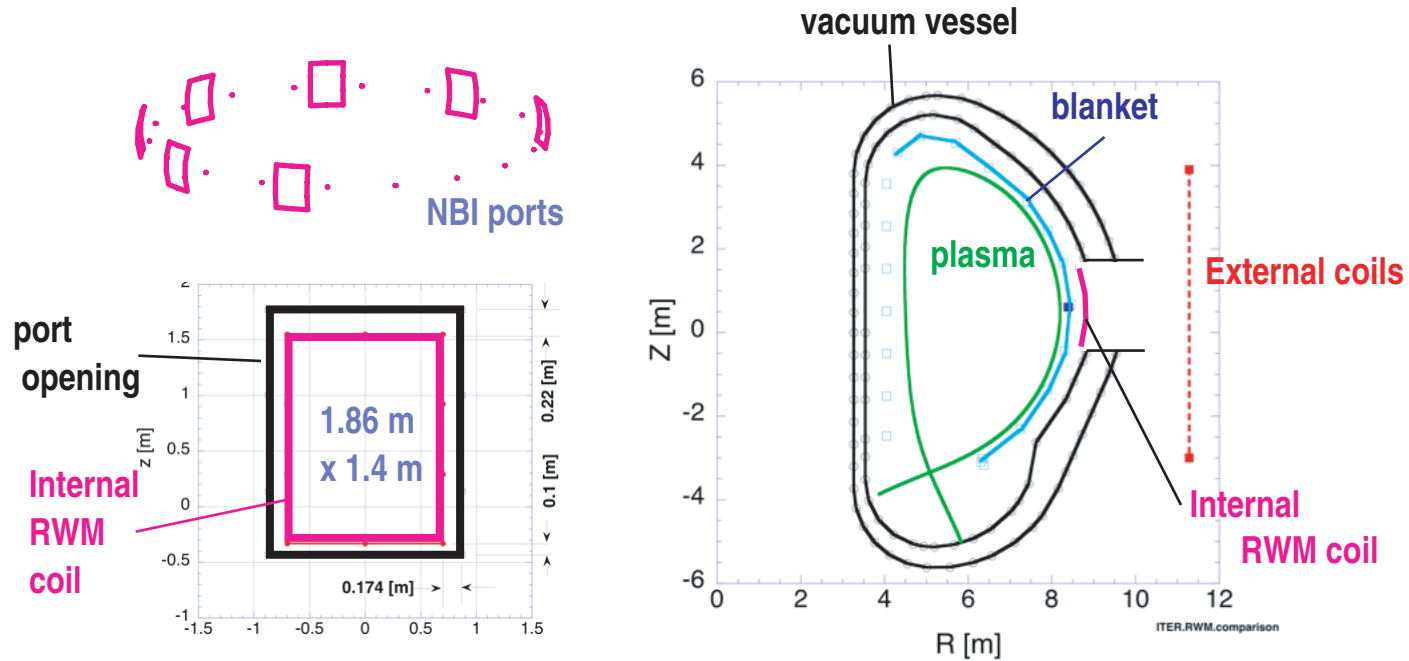 NBI ports
port
opening
Internal
RWM
coil
1.86 m
x 1.4 m
0.22 [m]
0.1 [m]
0.174 [m]
z [m]
2
1.5
1
0.5
0
-0.5
-1
-1.5
-1
-0.5
0
0.5
1
1.5
vacuum vessel
blanket
plasma
External coils
Internal
RWM coil
Z [m]
6
4
2
0
-2
-4
-6
0
2
4
6
8
10
12
R [m]
ITER.RWM.comparison